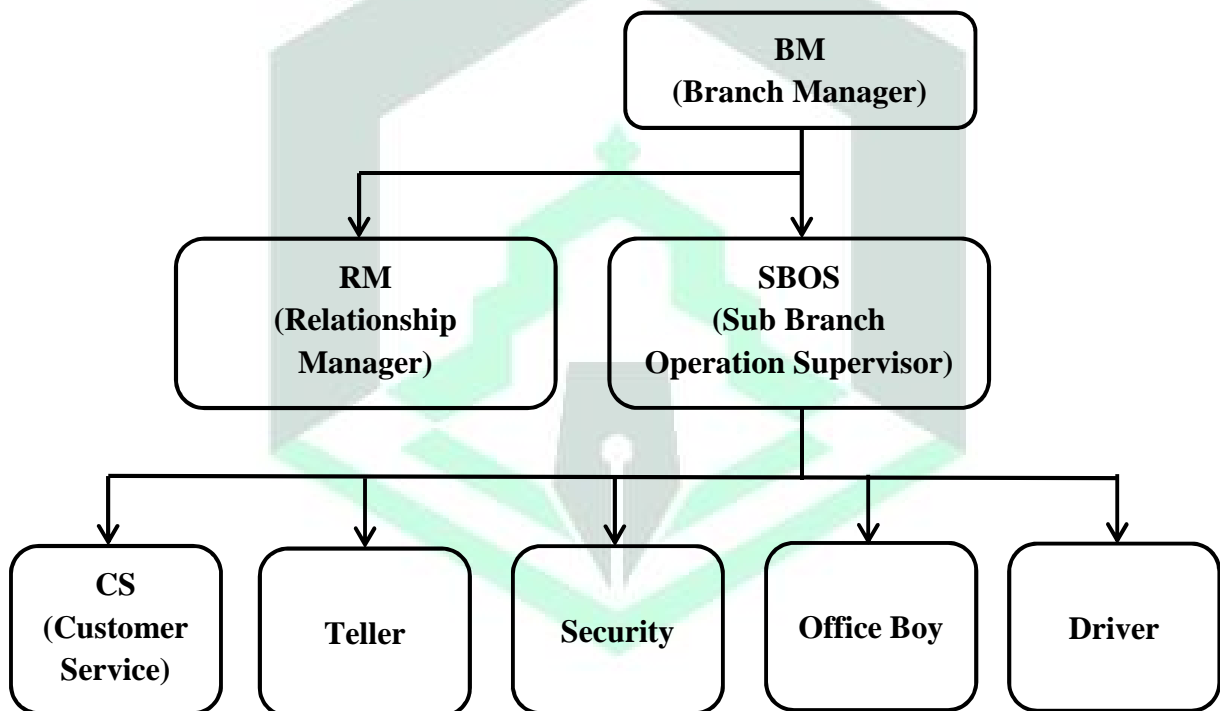 BM
(Branch Manager)
RM
(Relationship
Manager)
SBOS
(Sub Branch
Operation Supervisor)
CS
(Customer
Service)
Teller
Security
Office Boy
Driver